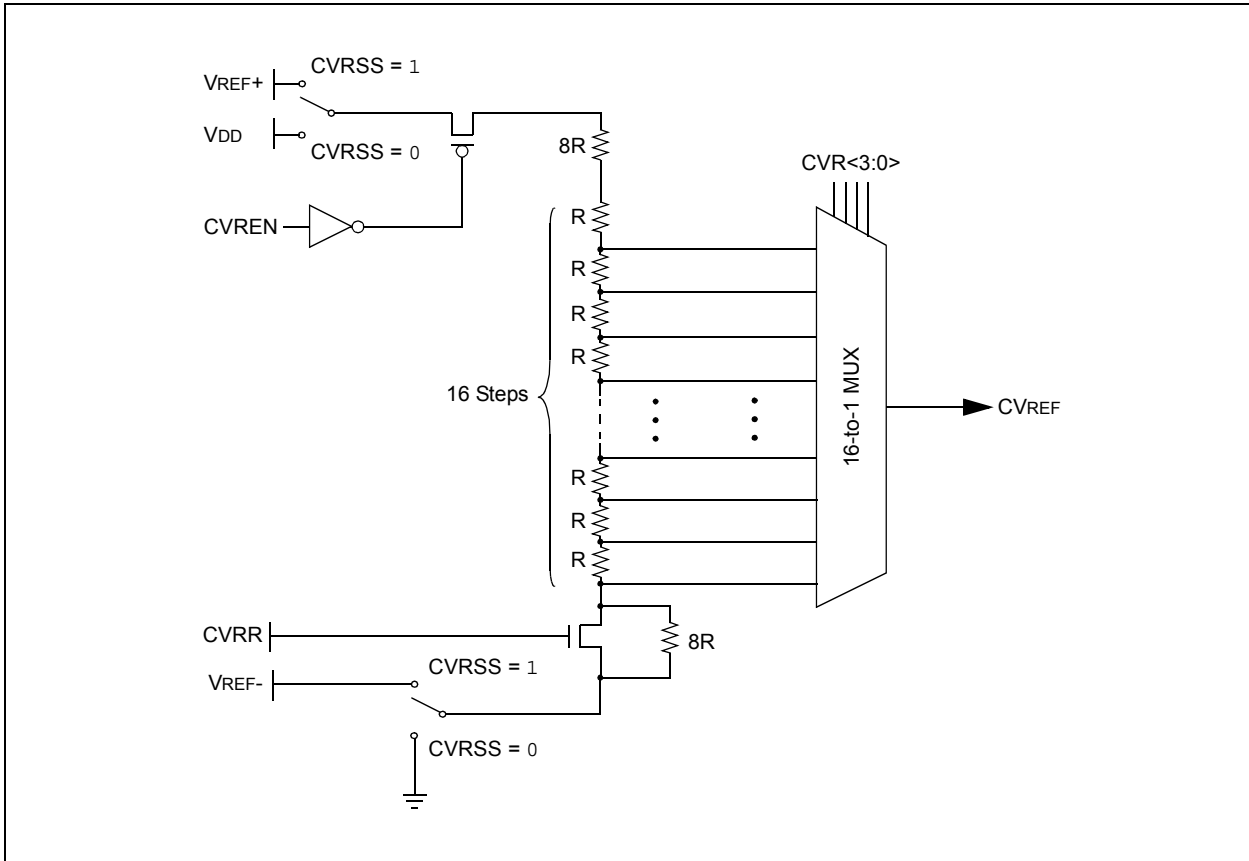 CVRSS = 1
VREF+
VDD
CVRSS = 0
8R
CVREN
CVR<3:0>
R
R
R
R
16 Steps
16-to-1 MUX
CVREF
R
R
R
CVRR
8R
CVRSS = 1
VREF-
CVRSS = 0